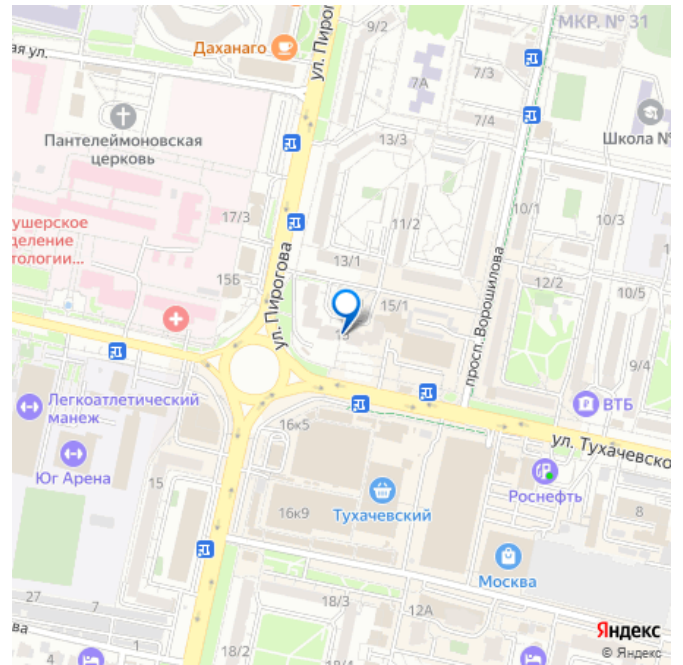 9/2
МКР. № 31
Даханаго
ул. Пирог
ая ул.
7А
7/3
7/4
Школа №
Пантелеймоновская
церковь
13/3
17/3
11/2
10/1
10/3
ушерское
деление
тологии...
13/1
15Б
ул. Пирогова
12/2
10/5
15/1
13
просп. Ворошилова
9/4
Легкоатлетический
манеж
ВТБ
16к5
ул. Тухачевско
Юг Арена
15
Роснефть
16к9
Тухачевский
8
Москва
27
7
18/3
12А
ва
1
18/2
Яндекс
© Яндекс